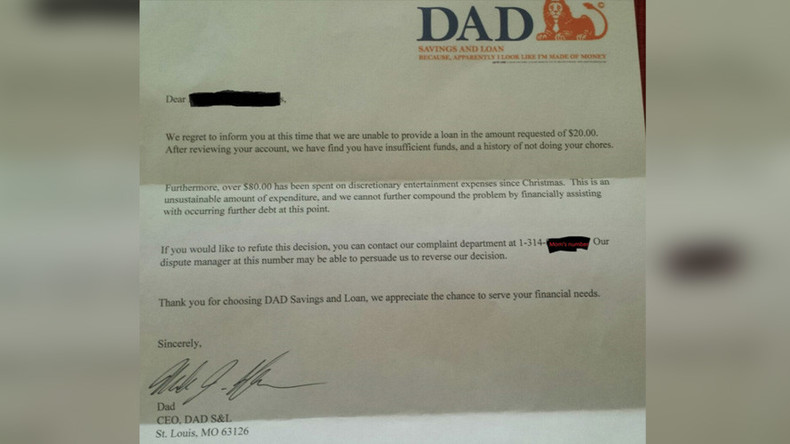 DAD
SAVINGS AND LOAN
BECAUSE, APPARENTLY I LOOK LIKE I'M MADE OF MONEY
Dear s,
We regret to inform you at this time that we are unable to provide a loan in the amount requested of $20.00.
After reviewing your account, we have find you have insufficient funds, and a history of not doing your chores.
Furthermore, over $80.00 has been spent on discretionary entertainment expenses since Christmas. This is an
unsustainable amount of expenditure, and we cannot further compound the problem by financially assisting
with occurring further debt at this point.
If you would like to refute this decision, you can contact our complaint department at 1-314- Mom's number Our
dispute manager at this number may be able to persuade us to reverse our decision.
Thank you for choosing DAD Savings and Loan, we appreciate the chance to serve your financial needs.
Sincerely,
Dad
CEO, DAD S&L
St. Louis, MO 63126